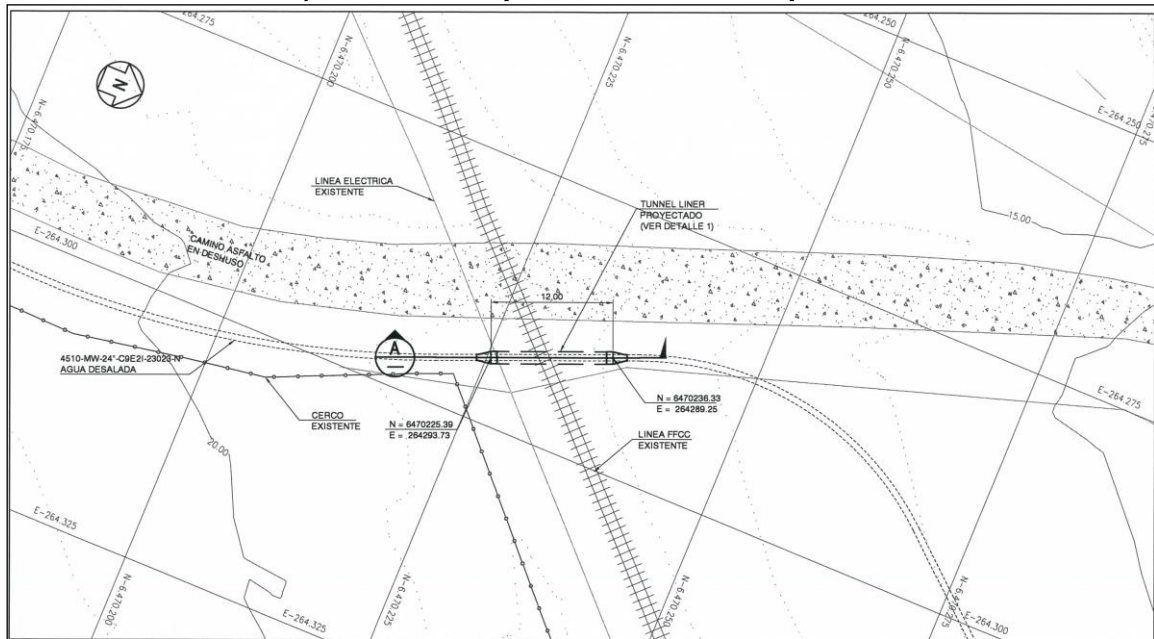 E-264.275
N-6.470.200
N-6.470.225
E-264.250
N-6.470.250
E-264.250
N-6.470.275
N
N-6.470.175
LINEA ELECTRICA
EXISTENTE
TUNNEL LINER
PROYECTADO
(VER DETALLE 1)
15.00
E-264.300
CAMINO ASFALTO
EN DESHUSO
12,00
A
4510-MW-24"-C9E2I-23023-N
AGUA DESALADA
CERCO
EXISTENTE
N = 6470225.39
E = 264293.73
N = 6470236.33
E = 264289.25
LINEA FFCC
EXISTENTE
E-264.275
20.00
E-264.325
N-6.470.200
E-264.325
N-6.470.225
N-6.470.250
N-6.470.275
E-264.300